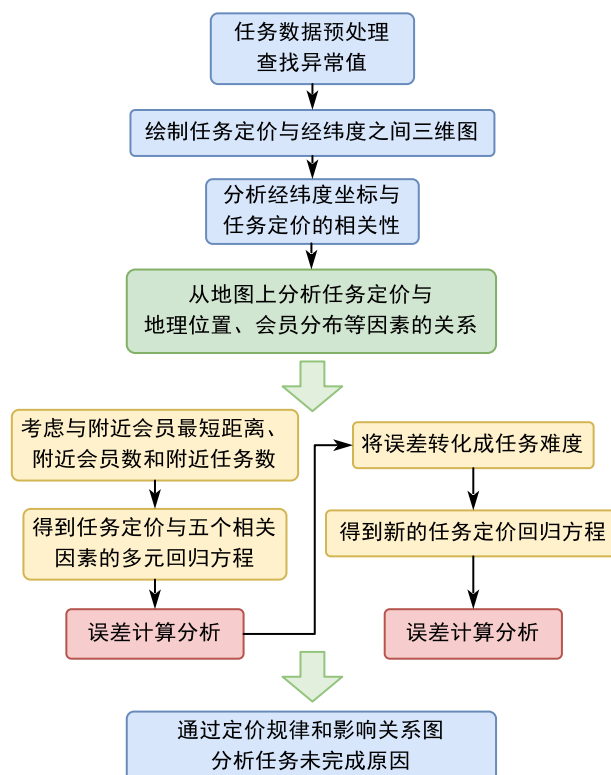 任务数据预处理
查找异常值
绘制任务定价与经纬度之间三维图
分析经纬度坐标与
任务定价的相关性
从地图上分析任务定价与
地理位置、会员分布等因素的关系
考虑与附近会员最短距离、
附近会员数和附近任务数
得到任务定价与五个相关
因素的多元回归方程
误差计算分析
将误差转化成任务难度
得到新的任务定价回归方程
误差计算分析
通过定价规律和影响关系图
分析任务未完成原因